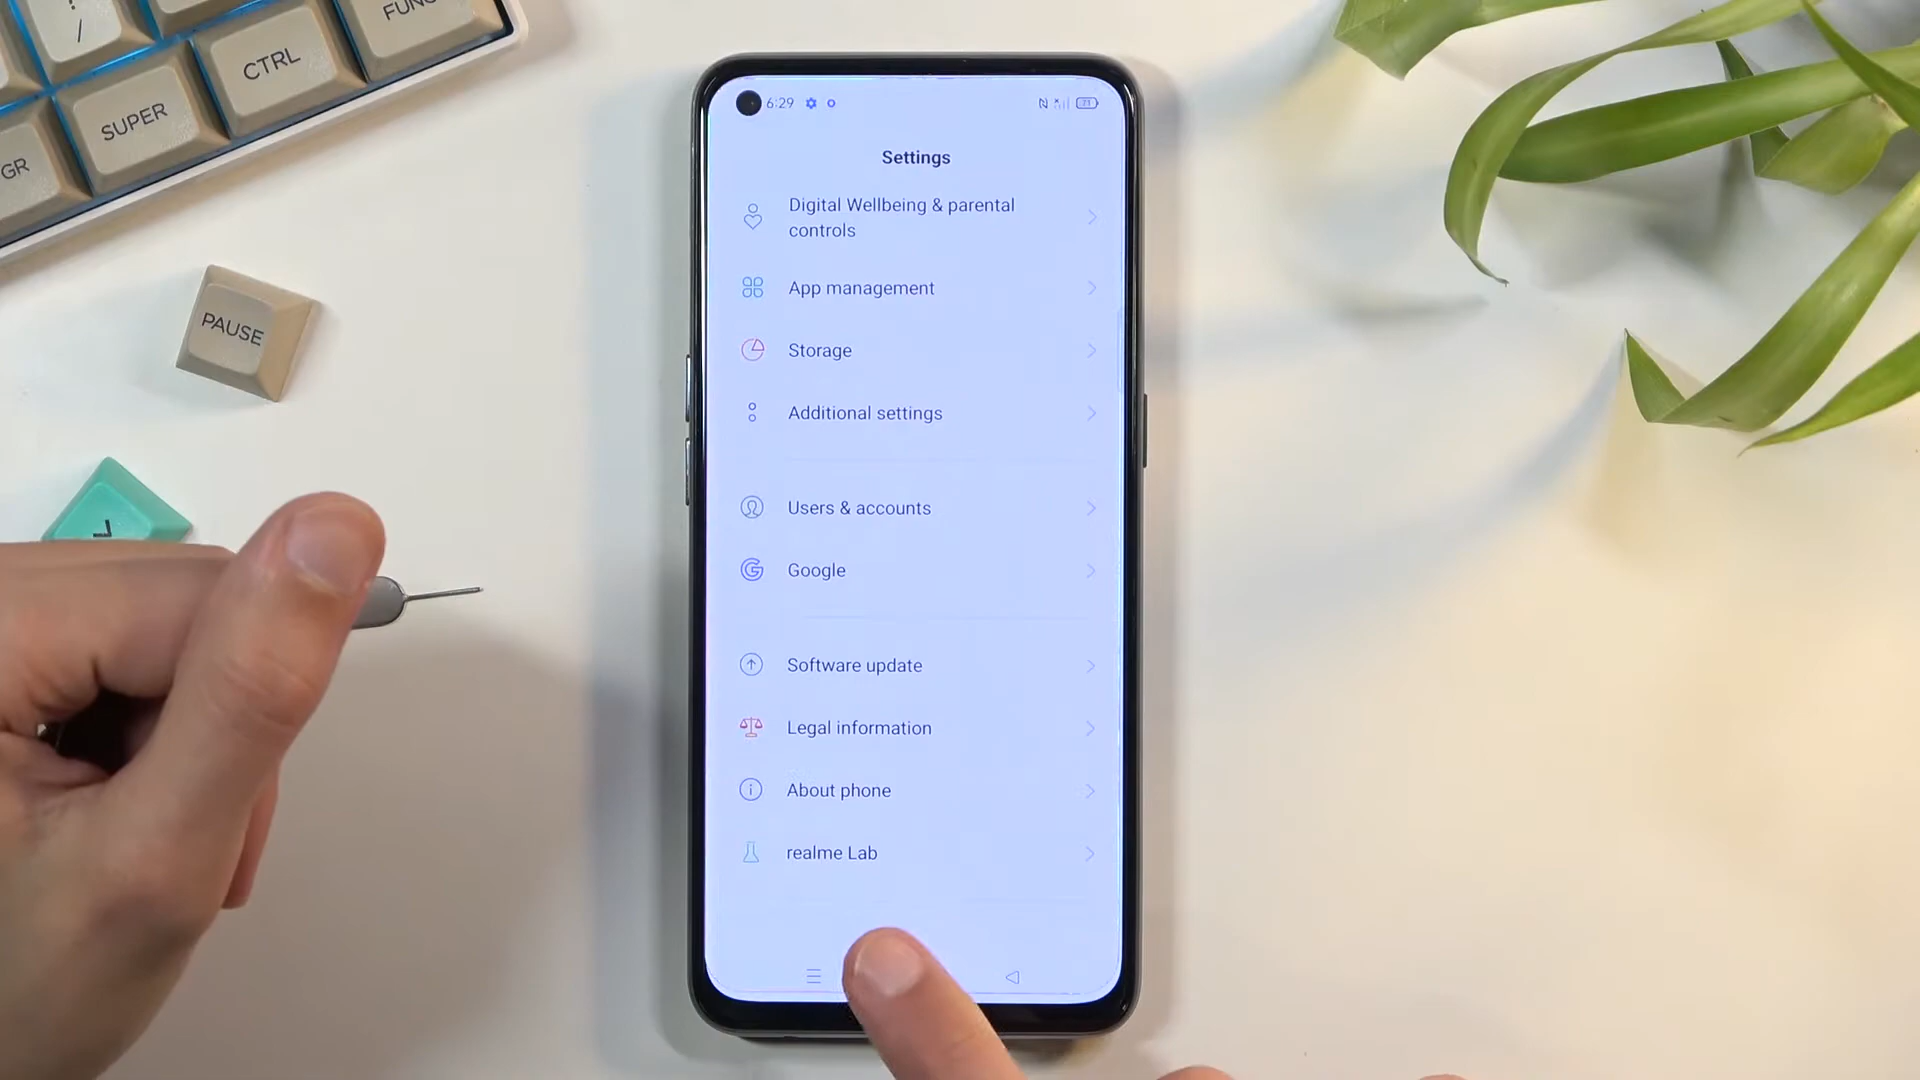 /
FUNC
CTRL
SUPER
GR
PAUSE
6:29
Settings
Digital Wellbeing & parental
controls
App management
Storage
Additional settings
Users & accounts
Google
Software update
Legal information
About phone
realme Lab